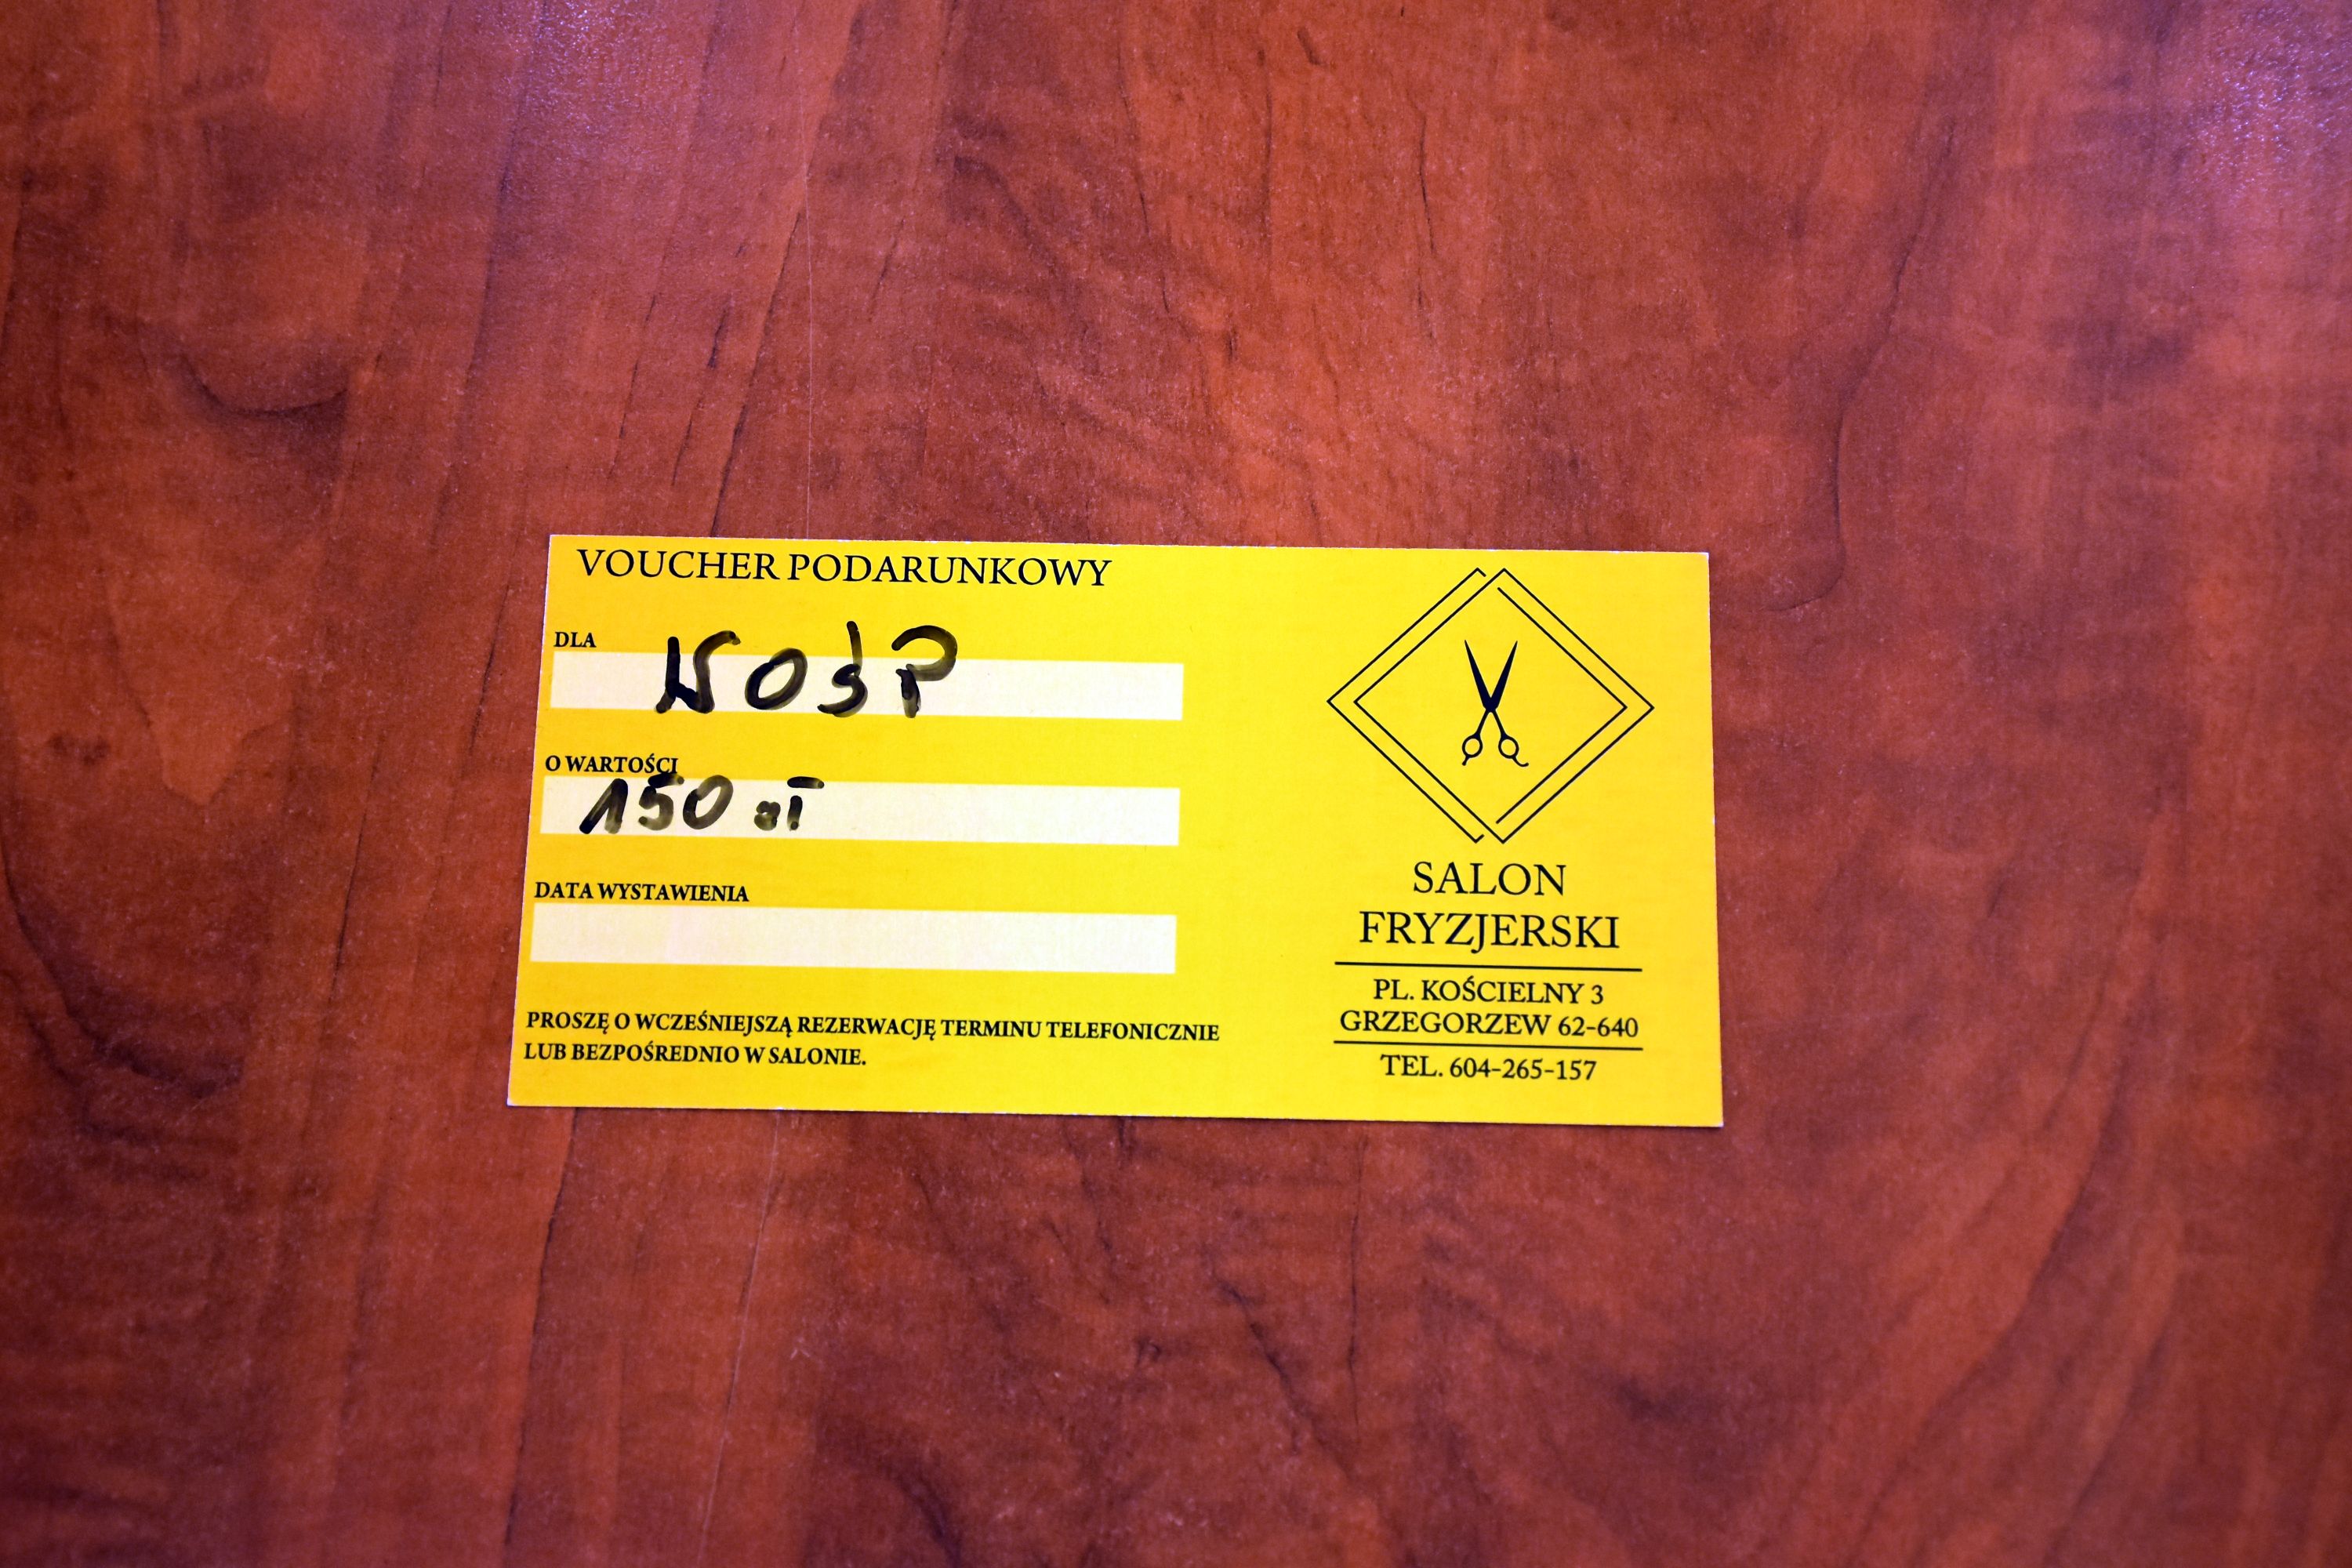 VOUCHER PODARUNKOWY
DLA
WOŚP
O WARTOŚCI
150 zł
DATA WYSTAWIENIA
PROSZĘ O WCZEŚNIEJSZĄ REZERWACJĘ TERMINU TELEFONICZNIE
LUB BEZPOŚREDNIO W SALONIE.
SALON
FRYZJERSKI
PL. KOŚCIELNY 3
GRZEGORZEW 62-640
TEL. 604-265-157